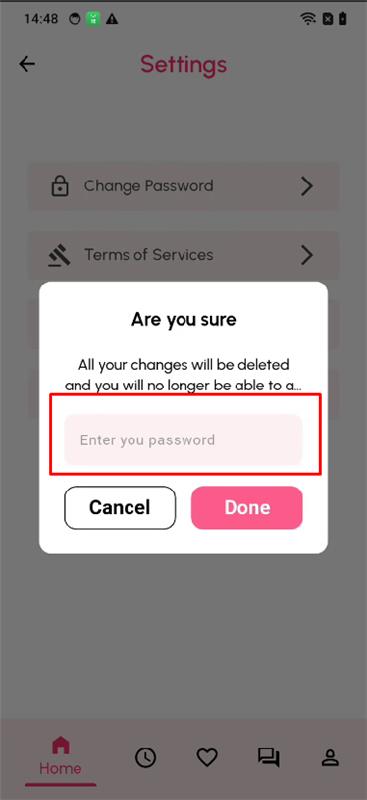 14:48
Settings
Change Password
Terms of Services
Are you sure
All your changes will be deleted
and you will no longer be able to a...
Enter you password
Cancel
Done
Home